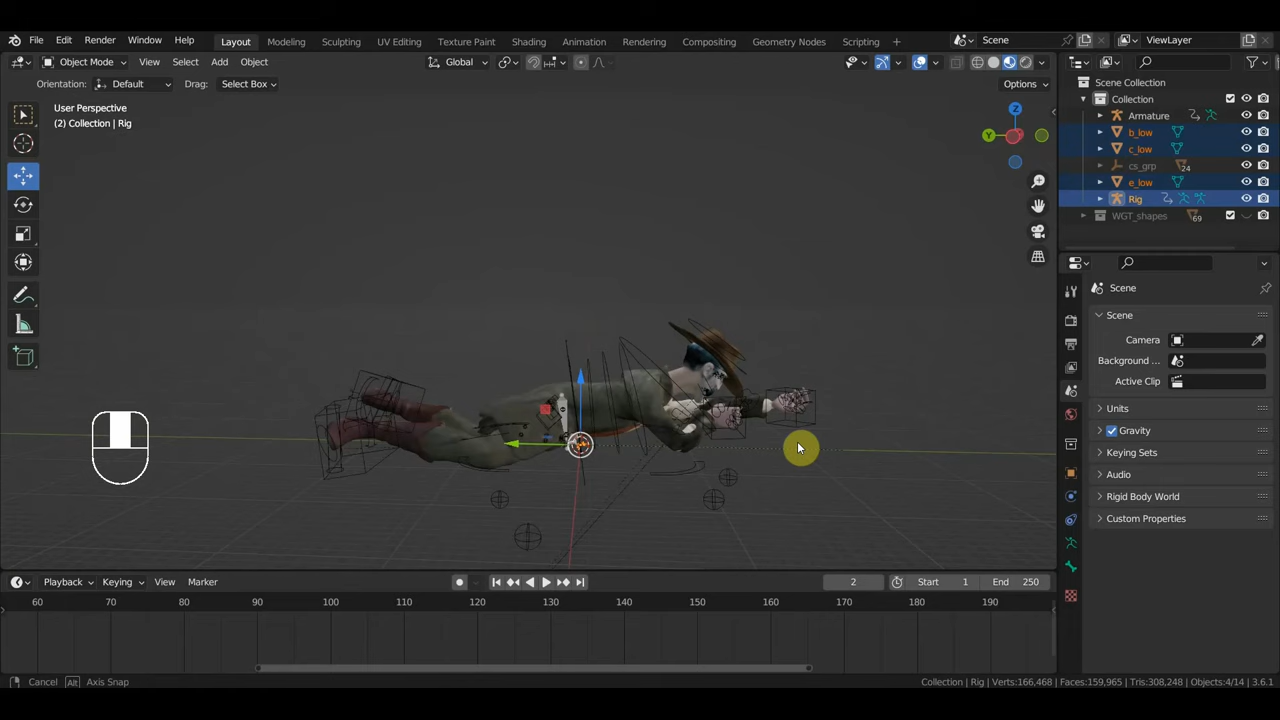 File Edit Render Window Help Layout Modeling Sculpting UV Editing Texture Paint Shading Animation Rendering Compositing Geometry Nodes Scripting + Scene ViewLayer
Object Mode View Select Add Object Global
Orientation: Default Drag: Select Box Options
User Perspective
(2) Collection | Rig
Z
Y
Scene Collection
Collection
Armature
b_low
c_low
cs_grp 24
e_low
Rig
WGT_shapes 69
Scene
Scene
Camera
Background ...
Active Clip
Units
Gravity
Keying Sets
Audio
Rigid Body World
Custom Properties
Playback Keying View Marker 2 Start 1 End 250
60 70 80 90 100 110 120 130 140 150 160 170 180 190
Cancel Alt Axis Snap Collection | Rig | Verts:166,468 | Faces:159,965 | Tris:308,248 | Objects:4/14 | 3.6.1